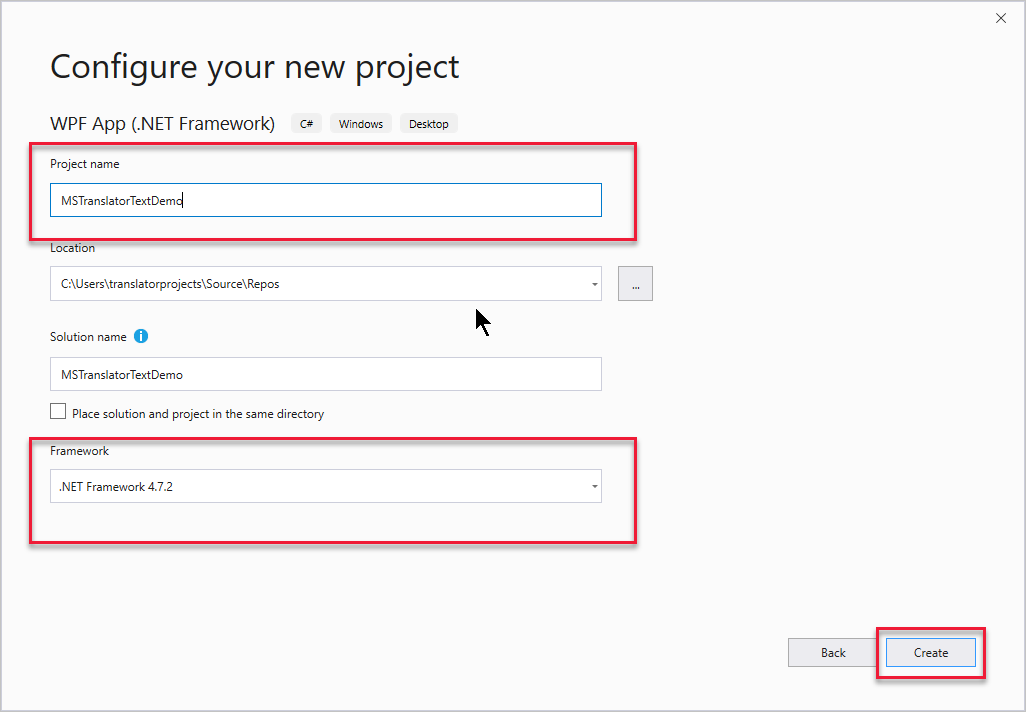 Configure your new project
WPF App (.NET Framework) C# Windows Desktop
Project name
MSTranslatorTextDemo
Location
C:\Users\translatorprojects\Source\Repos
...
Solution name
MSTranslatorTextDemo
Place solution and project in the same directory
Framework
.NET Framework 4.7.2
Back Create